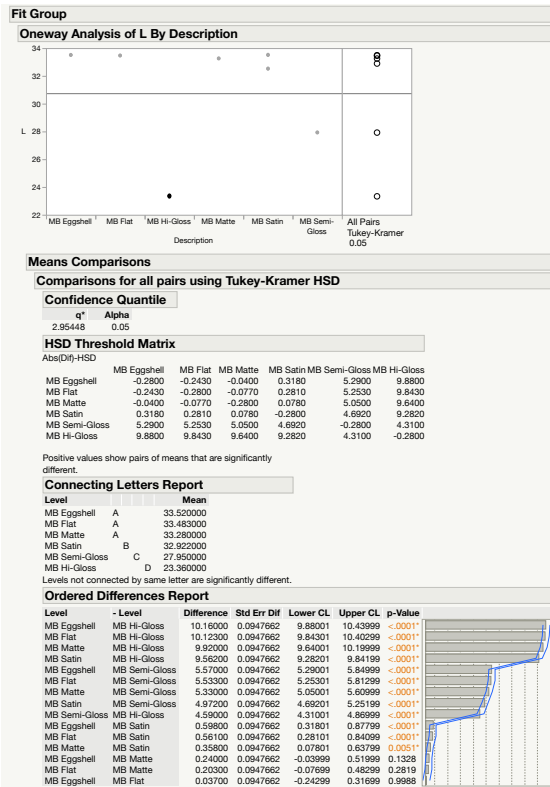 Fit Group
Oneway Analysis of L By Description
34
32
30
L 28
26
24
22
MB Eggshell MB Flat MB Hi-Gloss MB Matte MB Satin MB Semi-Gloss All Pairs
Tukey-Kramer
0.05
Description
Means Comparisons
Comparisons for all pairs using Tukey-Kramer HSD
Confidence Quantile
q* Alpha
2.95448 0.05
HSD Threshold Matrix
Abs(Dif)-HSD
MB Eggshell MB Flat MB Matte MB Satin MB Semi-Gloss MB Hi-Gloss
MB Eggshell -0.2800 -0.2430 -0.0400 0.3180 5.2900 9.8800
MB Flat -0.2430 -0.2800 -0.0770 0.2810 5.2530 9.8430
MB Matte -0.0400 -0.0770 -0.2800 0.0780 5.0500 9.6400
MB Satin 0.3180 0.2810 0.0780 -0.2800 4.6920 9.2820
MB Semi-Gloss 5.2900 5.2530 5.0500 4.6920 -0.2800 4.3100
MB Hi-Gloss 9.8800 9.8430 9.6400 9.2820 4.3100 -0.2800
Positive values show pairs of means that are significantly
different.
Connecting Letters Report
Level Mean
MB Eggshell A 33.520000
MB Flat A 33.483000
MB Matte A 33.280000
MB Satin B 32.922000
MB Semi-Gloss C 27.950000
MB Hi-Gloss D 23.360000
Levels not connected by same letter are significantly different.
Ordered Differences Report
Level - Level Difference Std Err Dif Lower CL Upper CL p-Value
MB Eggshell MB Hi-Gloss 10.16000 0.0947662 9.88001 10.43999 <.0001*
MB Flat MB Hi-Gloss 10.12300 0.0947662 9.84301 10.40299 <.0001*
MB Matte MB Hi-Gloss 9.92000 0.0947662 9.64001 10.19999 <.0001*
MB Satin MB Hi-Gloss 9.56200 0.0947662 9.28201 9.84199 <.0001*
MB Eggshell MB Semi-Gloss 5.57000 0.0947662 5.29001 5.84999 <.0001*
MB Flat MB Semi-Gloss 5.53300 0.0947662 5.25301 5.81299 <.0001*
MB Matte MB Semi-Gloss 5.33000 0.0947662 5.05001 5.60999 <.0001*
MB Satin MB Semi-Gloss 4.97200 0.0947662 4.69201 5.25199 <.0001*
MB Semi-Gloss MB Hi-Gloss 4.59000 0.0947662 4.31001 4.86999 <.0001*
MB Eggshell MB Satin 0.59800 0.0947662 0.31801 0.87799 <.0001*
MB Flat MB Satin 0.56100 0.0947662 0.28101 0.84099 <.0001*
MB Matte MB Satin 0.35800 0.0947662 0.07801 0.63799 0.0051*
MB Eggshell MB Matte 0.24000 0.0947662 -0.03999 0.51999 0.1328
MB Flat MB Matte 0.20300 0.0947662 -0.07699 0.48299 0.2819
MB Eggshell MB Flat 0.03700 0.0947662 -0.24299 0.31699 0.9988